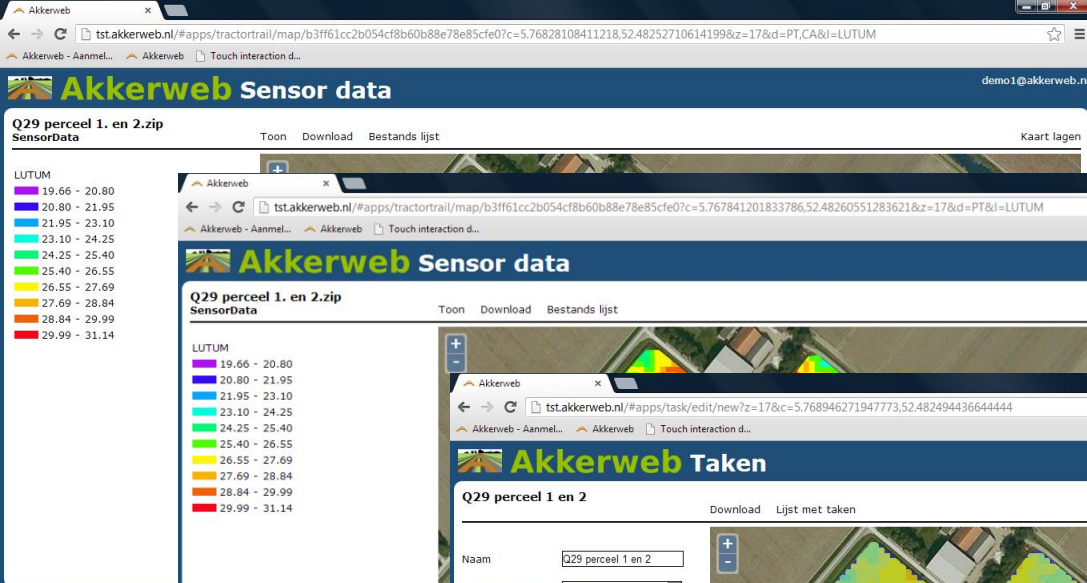 Akkerweb
tst.akkerweb.nl/#apps/tractortrail/map/b3ff61cc2b054cf8b60b88e78e85cfe0?c=5.76828108411218,52.48252710614199&z=17&d=PT,CA&l=LUTUM
Akkerweb - Aanmel... Akkerweb Touch interaction d...
Akkerweb Sensor data
demo1@akkerweb.n
Q29 perceel 1. en 2.zip
SensorData
Toon Download Bestands lijst Kaart lagen
LUTUM
19.66 - 20.80
20.80 - 21.95
21.95 - 23.10
23.10 - 24.25
24.25 - 25.40
25.40 - 26.55
26.55 - 27.69
27.69 - 28.84
28.84 - 29.99
29.99 - 31.14
Akkerweb
tst.akkerweb.nl/#apps/tractortrail/map/b3ff61cc2b054cf8b60b88e78e85cfe0?c=5.767841201833786,52.48260551283621&z=17&d=PT&l=LUTUM
Akkerweb - Aanmel... Akkerweb Touch interaction d...
Akkerweb Sensor data
Q29 perceel 1. en 2.zip
SensorData
Toon Download Bestands lijst
LUTUM
19.66 - 20.80
20.80 - 21.95
21.95 - 23.10
23.10 - 24.25
24.25 - 25.40
25.40 - 26.55
26.55 - 27.69
27.69 - 28.84
28.84 - 29.99
29.99 - 31.14
Akkerweb
tst.akkerweb.nl/#apps/task/edit/new?z=17&c=5.768946271947773,52.482494436644444
Akkerweb - Aanmel... Akkerweb Touch interaction d...
Akkerweb Taken
Q29 perceel 1 en 2
Download Lijst met taken
Naam Q29 perceel 1 en 2